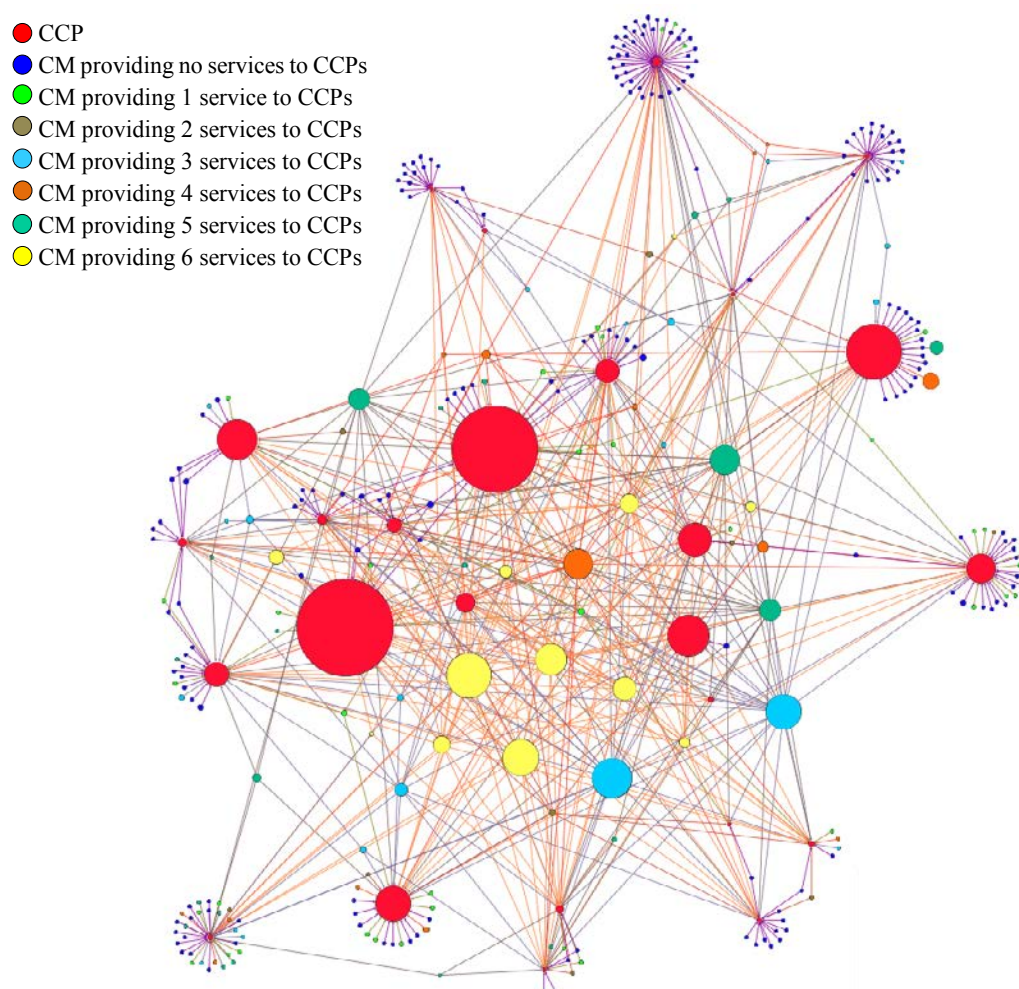 CCP
CM providing no services to CCPs
CM providing 1 service to CCPs
CM providing 2 services to CCPs
CM providing 3 services to CCPs
CM providing 4 services to CCPs
CM providing 5 services to CCPs
CM providing 6 services to CCPs